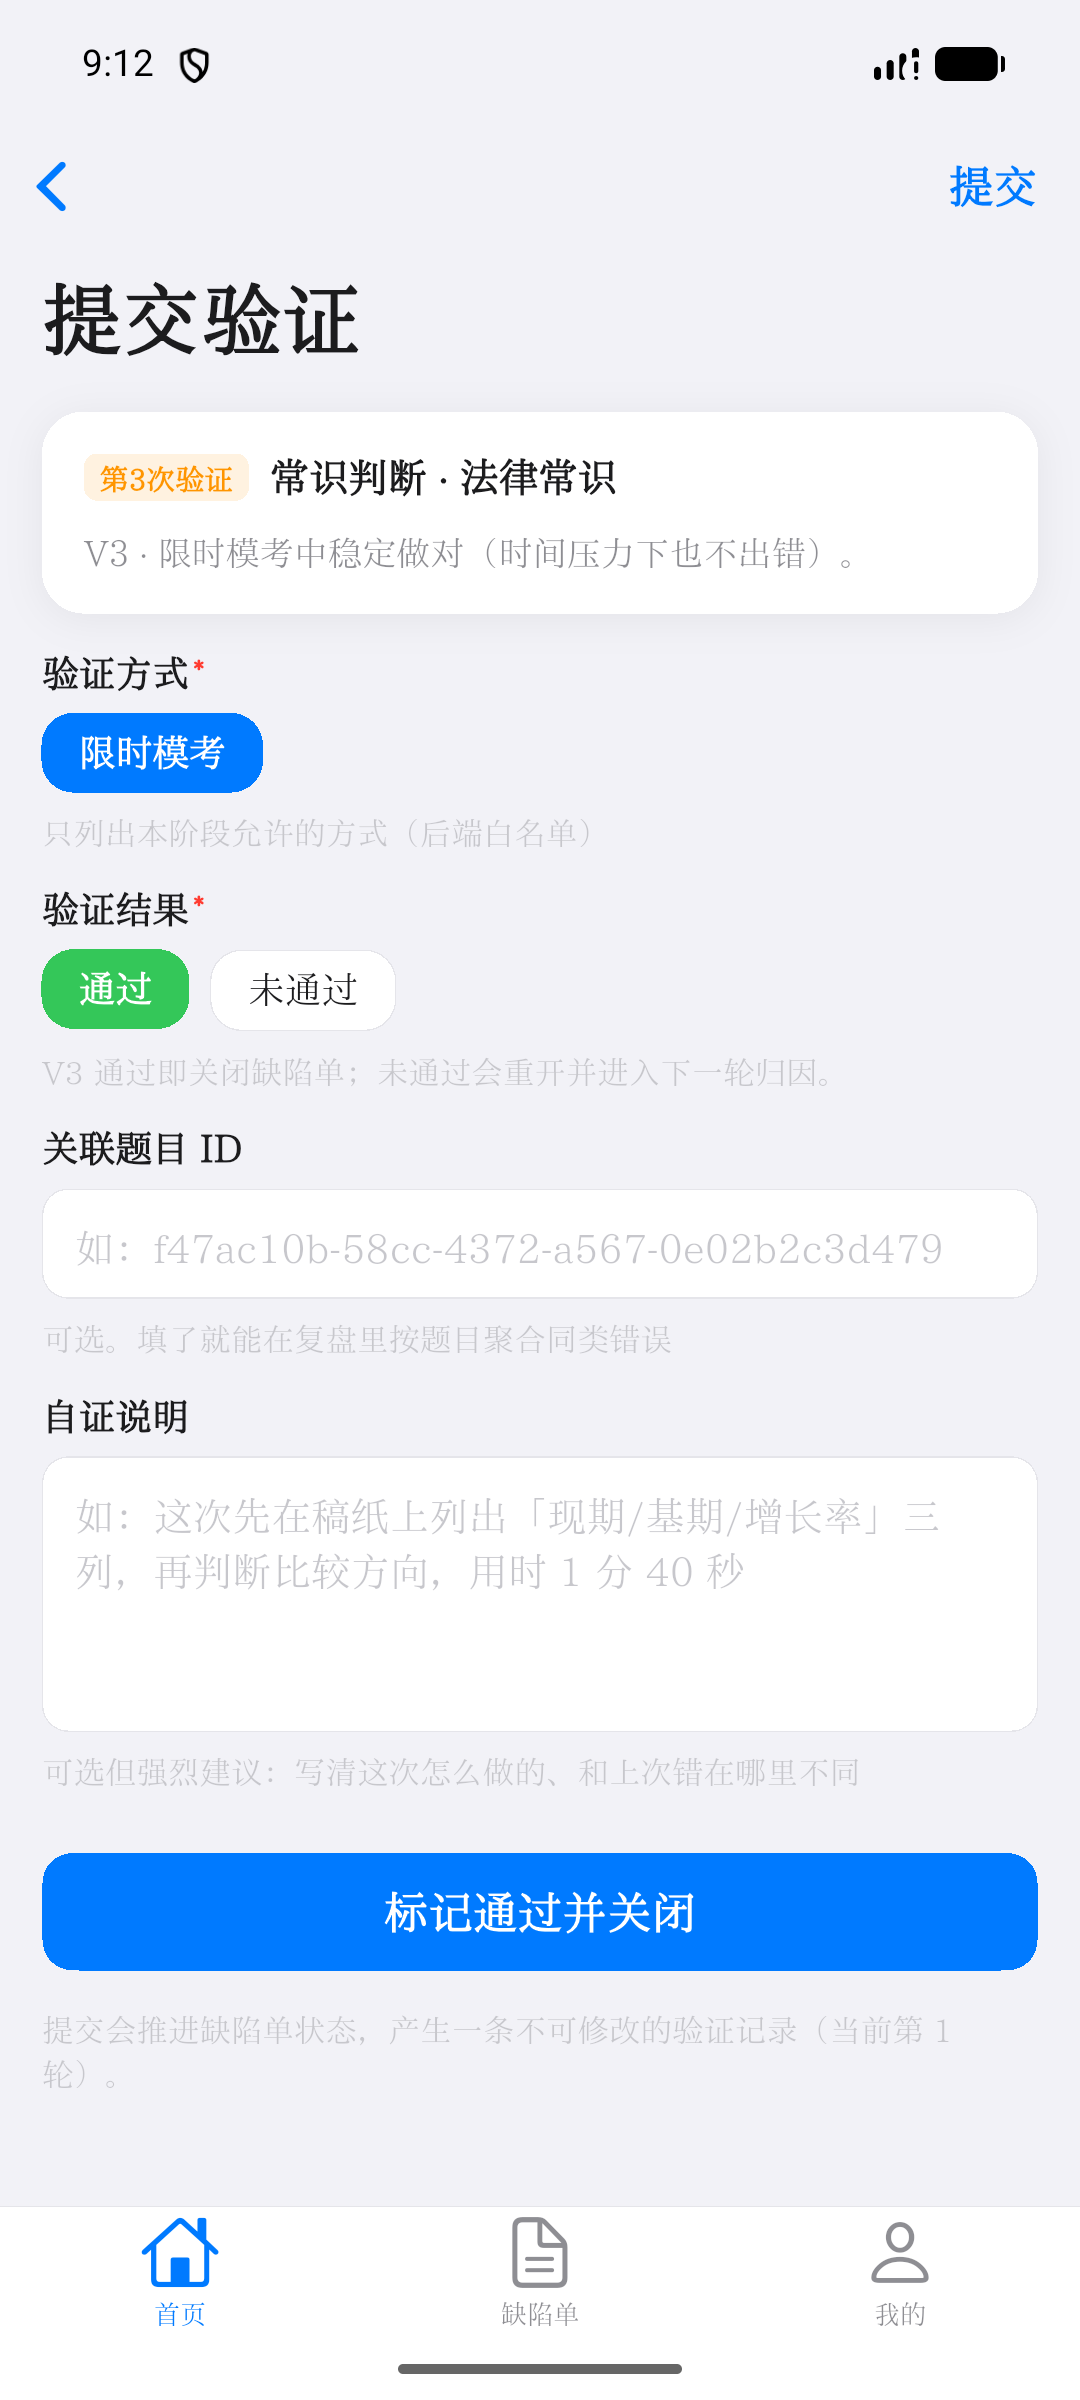 9:12
提交
提交验证
第3次验证 常识判断 · 法律常识
V3 · 限时模考中稳定做对（时间压力下也不出错）。
验证方式*
限时模考
只列出本阶段允许的方式（后端白名单）
验证结果*
通过 未通过
V3 通过即关闭缺陷单；未通过会重开并进入下一轮归因。
关联题目 ID
如：f47ac10b-58cc-4372-a567-0e02b2c3d479
可选。填了就能在复盘里按题目聚合同类错误
自证说明
如：这次先在稿纸上列出「现期/基期/增长率」三
列，再判断比较方向，用时 1 分 40 秒
可选但强烈建议：写清这次怎么做的、和上次错在哪里不同
标记通过并关闭
提交会推进缺陷单状态，产生一条不可修改的验证记录（当前第 1
轮）。
首页 缺陷单 我的